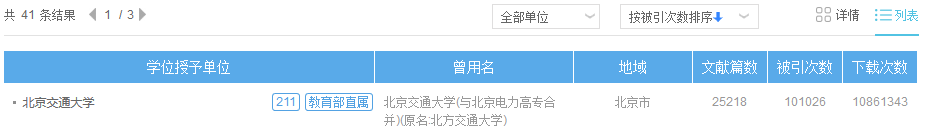 共 41 条结果 1 / 3 全部单位 按被引次数排序 详情 列表
学位授予单位 曾用名 地域 文献篇数 被引次数 下载次数
北京交通大学 211 教育部直属 北京交通大学(与北京电力高专合 北京市 25218 101026 10861343
并)(原名:北方交通大学)